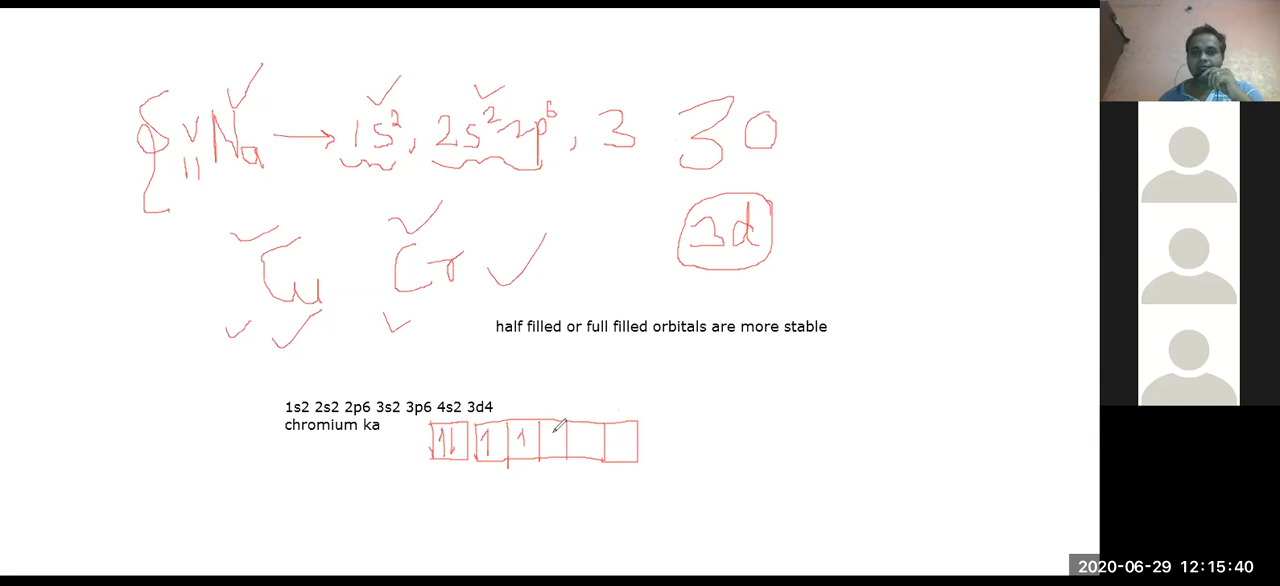 11Na → 1s², 2s² 2p⁶, 3 30
3d
Cu Cr
half filled or full filled orbitals are more stable
1s2 2s2 2p6 3s2 3p6 4s2 3d4
chromium ka
2020-06-29 12:15:40